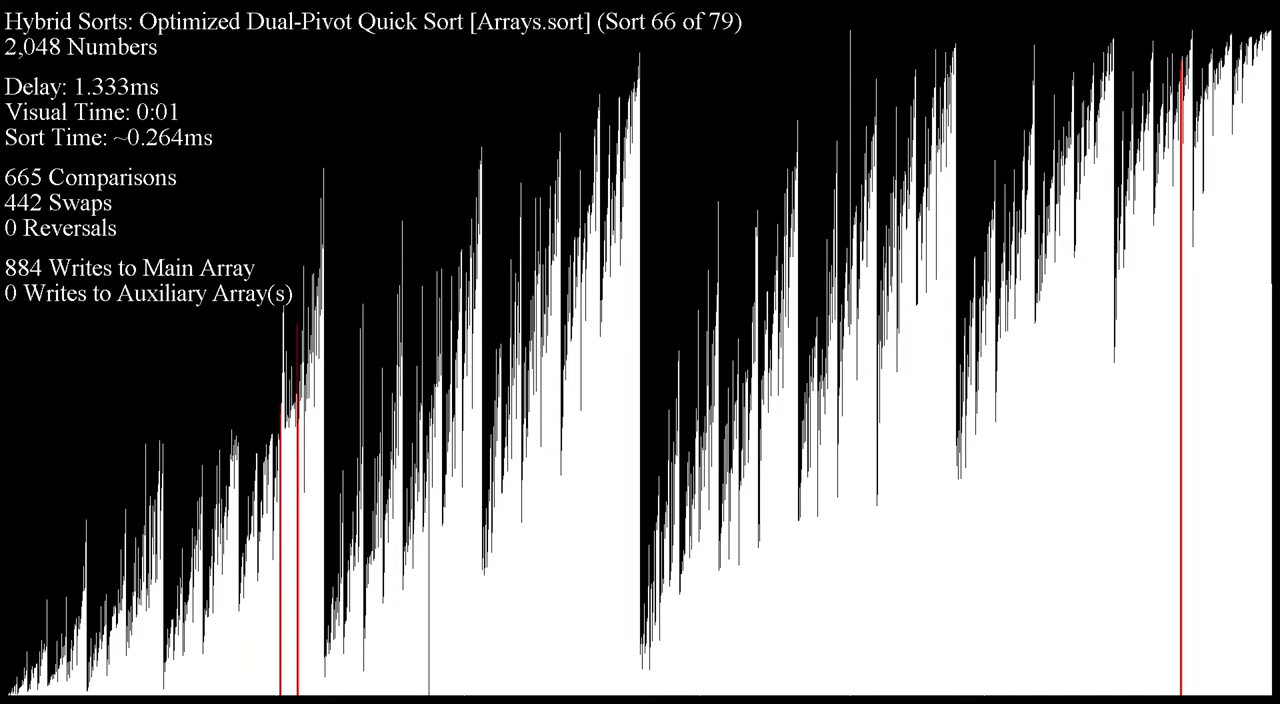 Hybrid Sorts: Optimized Dual-Pivot Quick Sort [Arrays.sort] (Sort 66 of 79)
2,048 Numbers
Delay: 1.333ms
Visual Time: 0:01
Sort Time: ~0.264ms
665 Comparisons
442 Swaps
0 Reversals
884 Writes to Main Array
0 Writes to Auxiliary Array(s)